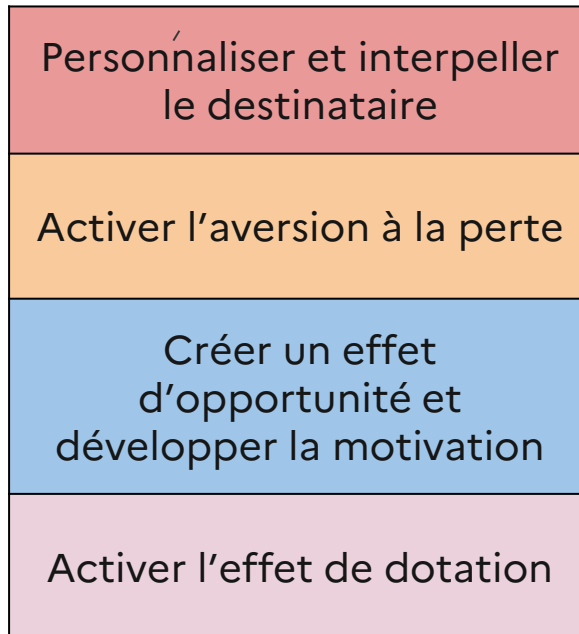 Personnaliser et interpeller
le destinataire
Activer l’aversion à la perte
Créer un effet
d’opportunité et
développer la motivation
Activer l’effet de dotation